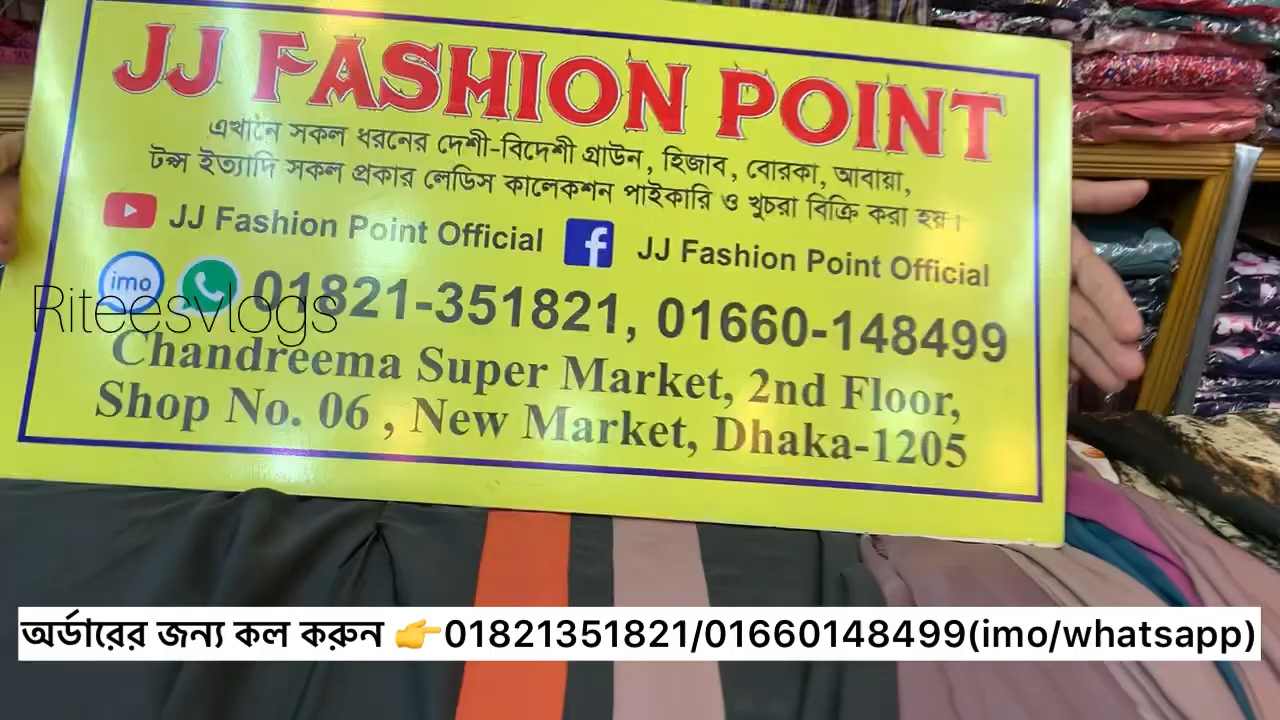 JJ FASHION POINT
এখানে সকল ধরনের দেশী-বিদেশী গ্রাউন, হিজাব, বোরকা, আবায়া,
টপ্স ইত্যাদি সকল প্রকার লেডিস কালেকশন পাইকারি ও খুচরা বিক্রি করা হয়।
JJ Fashion Point Official f JJ Fashion Point Official
imo 01821-351821, 01660-148499
Riteesvlogs
Chandreema Super Market, 2nd Floor,
Shop No. 06 , New Market, Dhaka-1205
অর্ডারের জন্য কল করুন 👉01821351821/01660148499(imo/whatsapp)